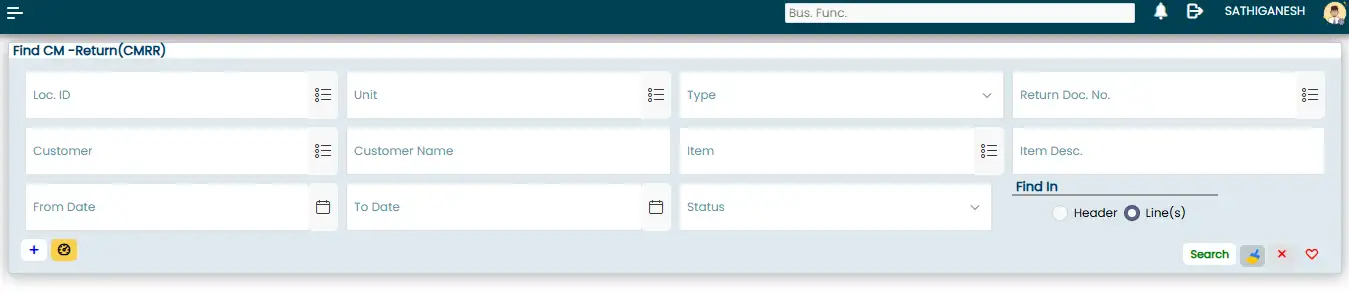 Bus. Func.
SATHIGANESH
Find CM -Return(CMRR)
Loc. ID
Unit
Type
Return Doc. No.
Customer
Customer Name
Item
Item Desc.
From Date
To Date
Status
Find In
Header
Line(s)
+
Search